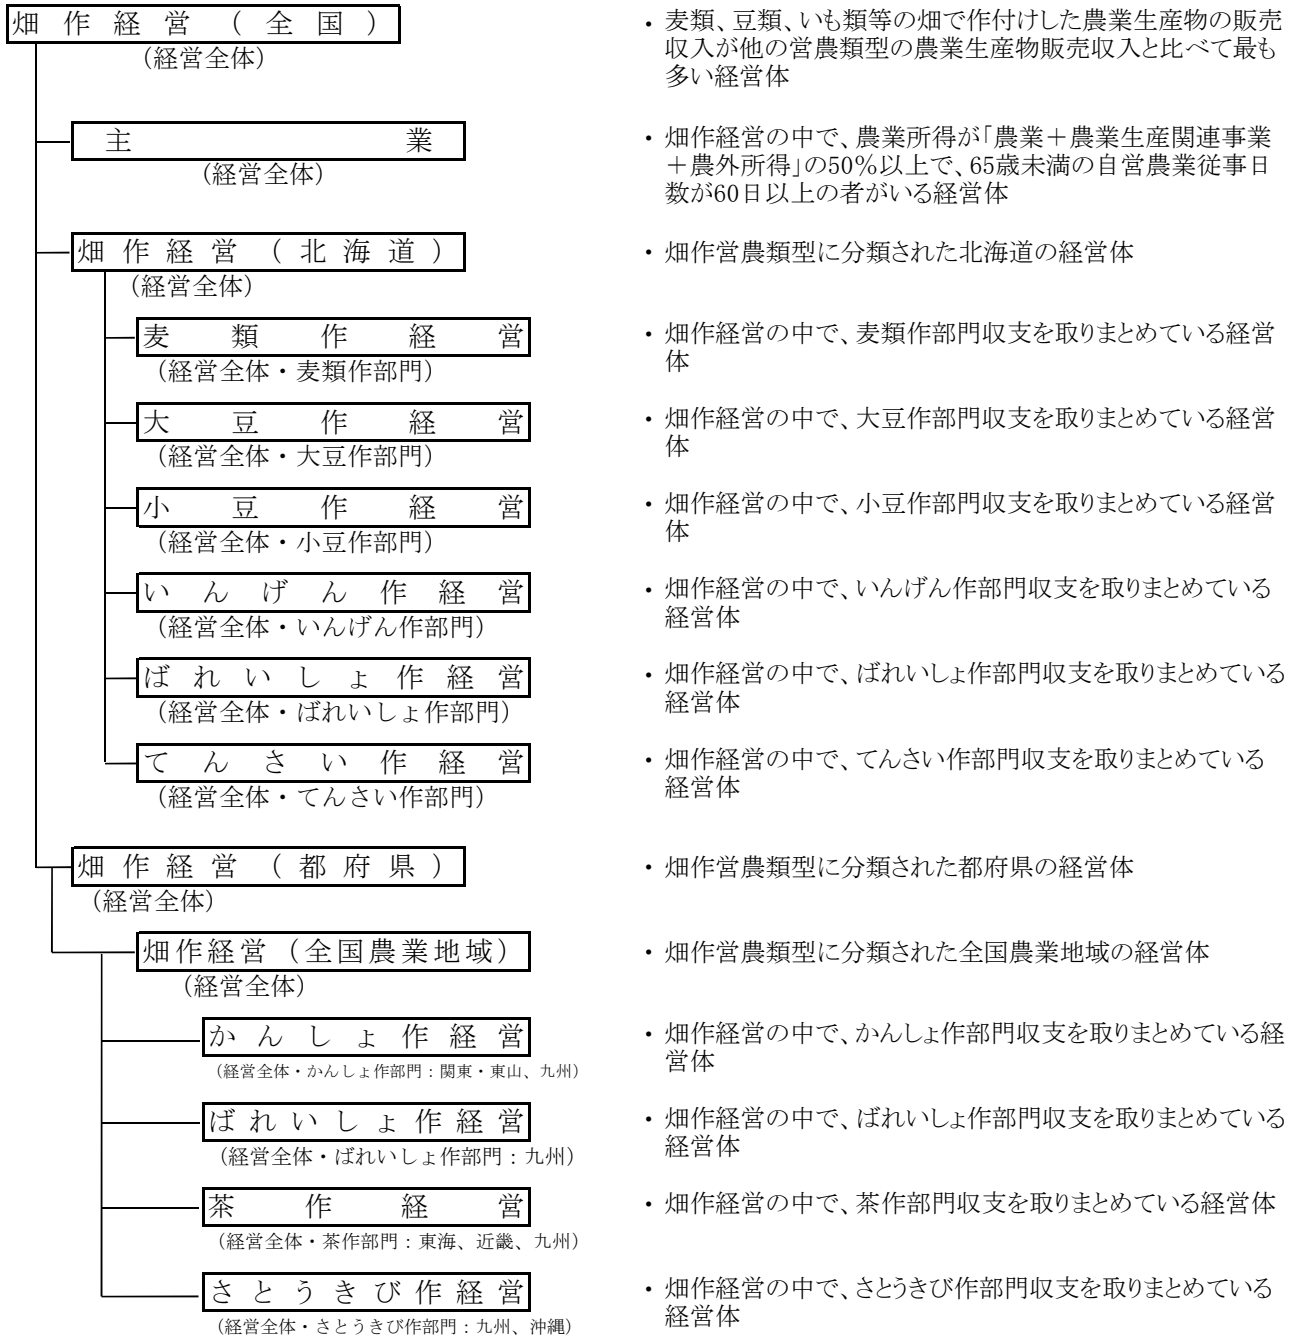 畑作経営(全国)
(経営全体)
・麦類、豆類、いも類等の畑で作付けした農業生産物の販売
収入が他の営農類型の農業生産物販売収入と比べて最も
多い経営体
主業
(経営全体)
・畑作経営の中で、農業所得が「農業+農業生産関連事業
+農外所得」の50%以上で、65歳未満の自営農業従事日
数が60日以上の者がいる経営体
畑作経営(北海道)
(経営全体)
・畑作営農類型に分類された北海道の経営体
麦類作経営
(経営全体・麦類作部門)
・畑作経営の中で、麦類作部門収支を取りまとめている経営
体
大豆作経営
(経営全体・大豆作部門)
・畑作経営の中で、大豆作部門収支を取りまとめている経営
体
小豆作経営
(経営全体・小豆作部門)
・畑作経営の中で、小豆作部門収支を取りまとめている経営
体
いんげん作経営
(経営全体・いんげん作部門)
・畑作経営の中で、いんげん作部門収支を取りまとめている
経営体
ばれいしょ作経営
(経営全体・ばれいしょ作部門)
・畑作経営の中で、ばれいしょ作部門収支を取りまとめている
経営体
てんさい作経営
(経営全体・てんさい作部門)
・畑作経営の中で、てんさい作部門収支を取りまとめている
経営体
畑作経営(都府県)
(経営全体)
・畑作営農類型に分類された都府県の経営体
畑作経営(全国農業地域)
(経営全体)
・畑作営農類型に分類された全国農業地域の経営体
かんしょ作経営
(経営全体・かんしょ作部門:関東・東山、九州)
・畑作経営の中で、かんしょ作部門収支を取りまとめている経
営体
ばれいしょ作経営
(経営全体・ばれいしょ作部門:九州)
・畑作経営の中で、ばれいしょ作部門収支を取りまとめている
経営体
茶作経営
(経営全体・茶作部門:東海、近畿、九州)
・畑作経営の中で、茶作部門収支を取りまとめている経営体
さとうきび作経営
(経営全体・さとうきび作部門:九州、沖縄)
・畑作経営の中で、さとうきび作部門収支を取りまとめている
経営体